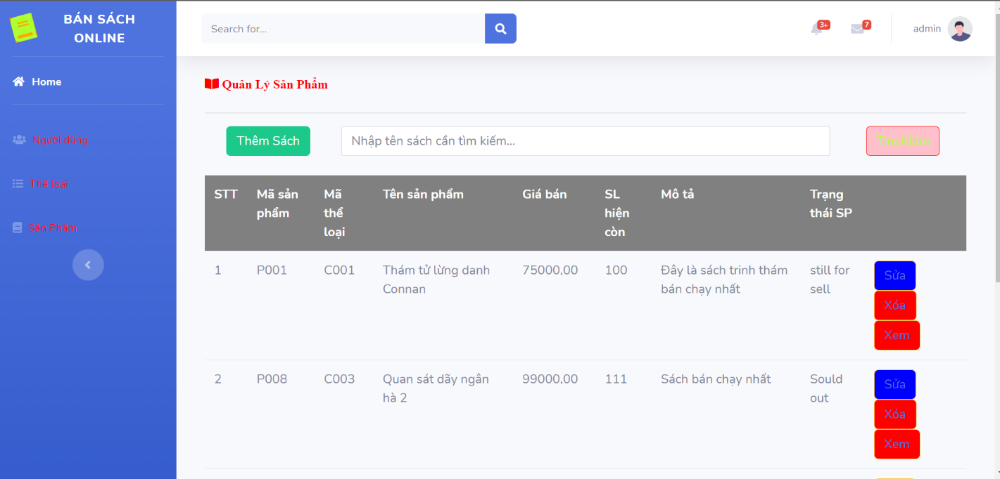 BÁN SÁCH
ONLINE
Search for...
3+
7
admin
Home
Quản Lý Sản Phẩm
Người dùng
Thêm Sách
Nhập tên sách cần tìm kiếm...
Tìm Kiếm
Thể loại
Sản Phẩm
STT
Mã sản
phẩm
Mã
thể
loại
Tên sản phẩm
Giá bán
SL
hiện
còn
Mô tả
Trạng
thái SP
1
P001
C001
Thám tử lừng danh
Connan
75000,00
100
Đây là sách trinh thám
bán chạy nhất
still for
sell
Sửa
Xóa
Xem
2
P008
C003
Quan sát dãy ngân
hà 2
99000,00
111
Sách bán chạy nhất
Sould
out
Sửa
Xóa
Xem